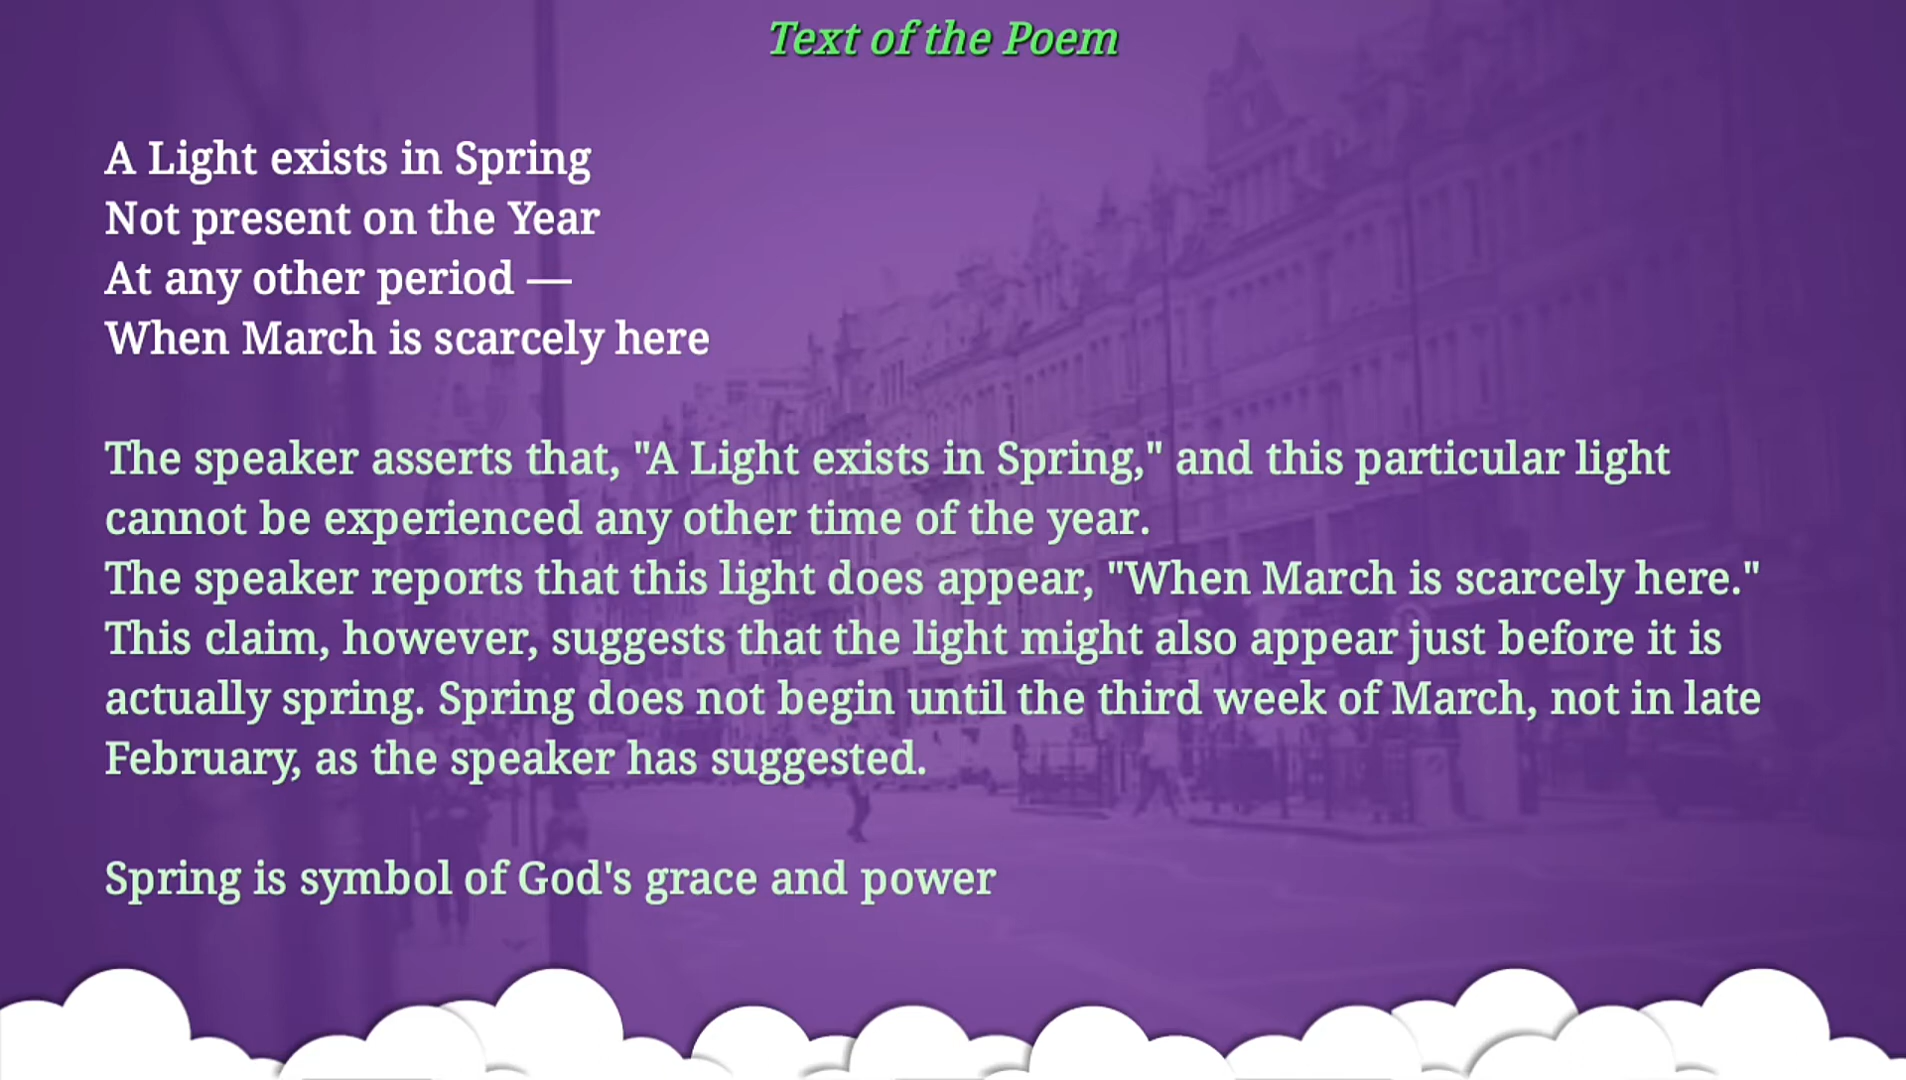 Text of the Poem
A Light exists in Spring
Not present on the Year
At any other period —
When March is scarcely here
The speaker asserts that, "A Light exists in Spring," and this particular light
cannot be experienced any other time of the year.
The speaker reports that this light does appear, "When March is scarcely here."
This claim, however, suggests that the light might also appear just before it is
actually spring. Spring does not begin until the third week of March, not in late
February, as the speaker has suggested.
Spring is symbol of God's grace and power